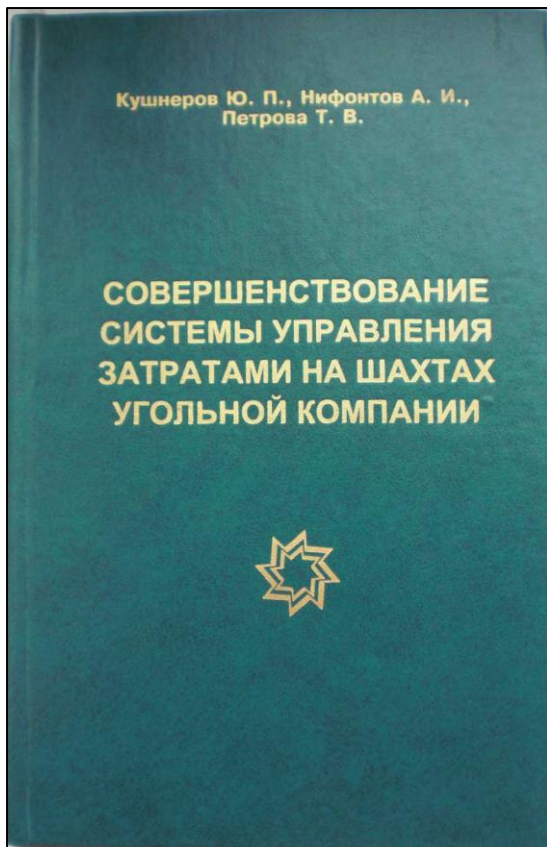 Кушнеров Ю. П., Нифонтов А. И.,
Петрова Т. В.
СОВЕРШЕНСТВОВАНИЕ
СИСТЕМЫ УПРАВЛЕНИЯ
ЗАТРАТАМИ НА ШАХТАХ
УГОЛЬНОЙ КОМПАНИИ